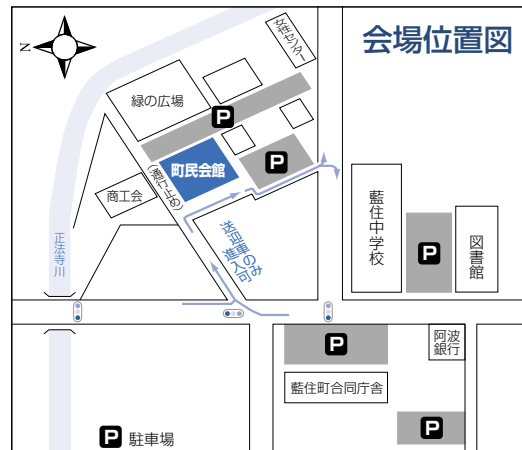 会場位置図
N
女性センター
緑の広場
P
町民会館
P
(通行止め)
商工会
送迎車のみ
進入可
正法寺川
藍住中学校
P
図書館
P
阿波
銀行
藍住町合同庁舎
P
P 駐車場